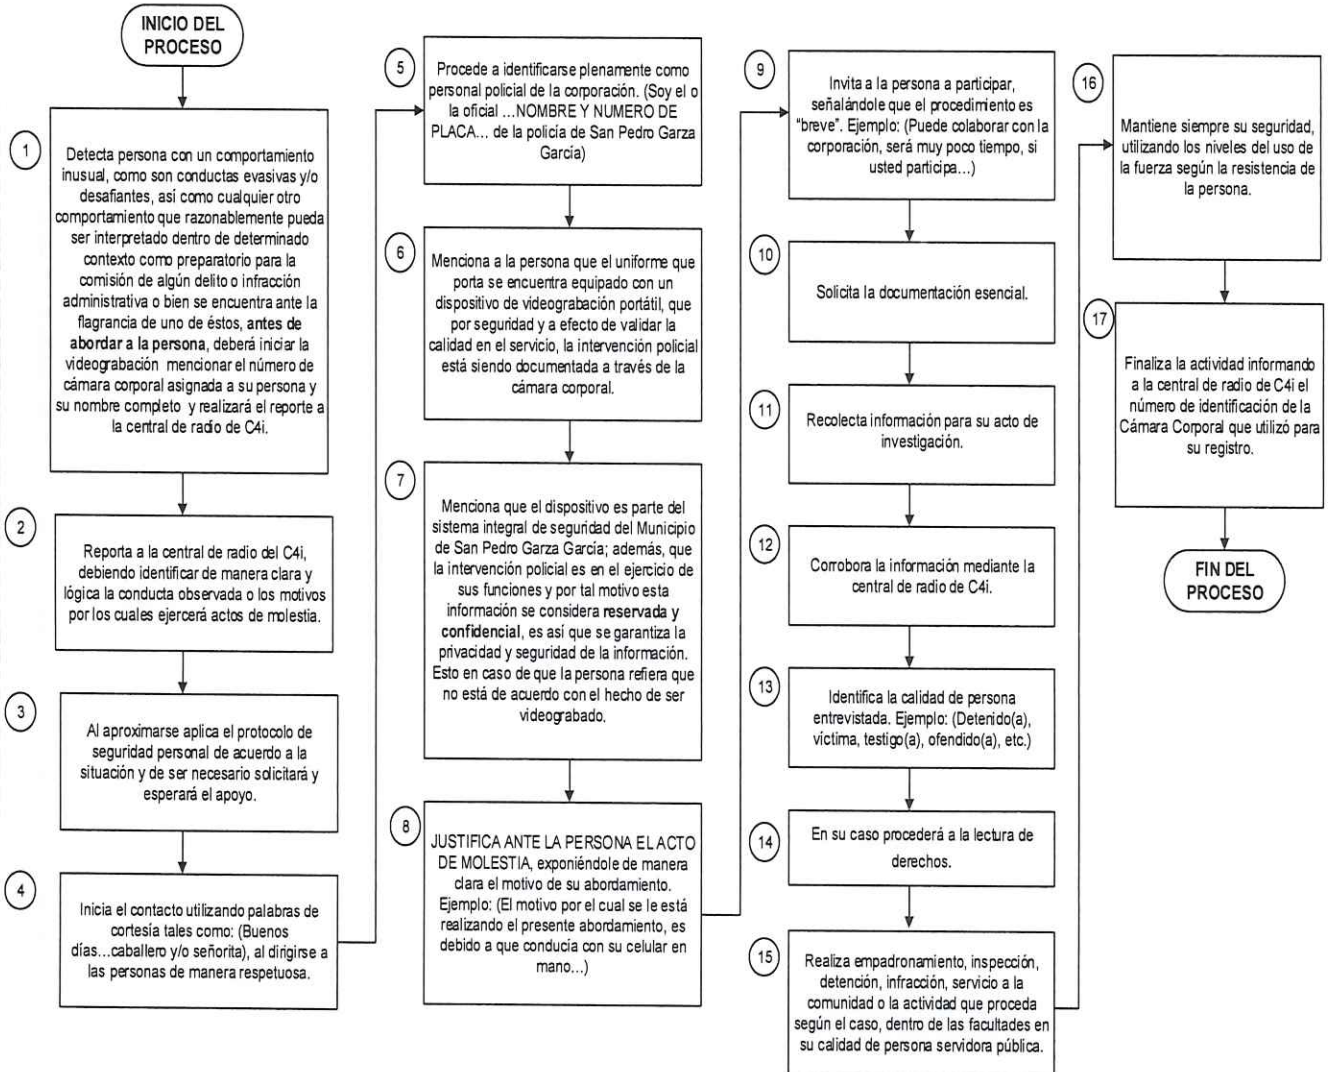 INICIO DEL
PROCESO
1
Detecta persona con un comportamiento
inusual, como son conductas evasivas y/o
desafiantes, así como cualquier otro
comportamiento que razonablemente pueda
ser interpretado dentro de determinado
contexto como preparatorio para la
comisión de algún delito o infracción
administrativa o bien se encuentra ante la
flagrancia de uno de éstos, antes de
abordar a la persona, deberá iniciar la
videograbación mencionar el número de
cámara corporal asignada a su persona y
su nombre completo y realizará el reporte a
la central de radio de C4i.
2
Reporta a la central de radio del C4i,
debiendo identificar de manera clara y
lógica la conducta observada o los motivos
por los cuales ejercerá actos de molestia.
3
Al aproximarse aplica el protocolo de
seguridad personal de acuerdo a la
situación y de ser necesario solicitará y
esperará el apoyo.
4
Inicia el contacto utilizando palabras de
cortesía tales como: (Buenos
días...caballero y/o señorita), al dirigirse a
las personas de manera respetuosa.
5
Procede a identificarse plenamente como
personal policial de la corporación. (Soy el o
la oficial ...NOMBRE Y NUMERO DE
PLACA... de la policía de San Pedro Garza
García)
6
Menciona a la persona que el uniforme que
porta se encuentra equipado con un
dispositivo de videograbación portátil, que
por seguridad y a efecto de validar la
calidad en el servicio, la intervención policial
está siendo documentada a través de la
cámara corporal.
7
Menciona que el dispositivo es parte del
sistema integral de seguridad del Municipio
de San Pedro Garza García; además, que
la intervención policial es en el ejercicio de
sus funciones y por tal motivo esta
información se considera reservada y
confidencial, es así que se garantiza la
privacidad y seguridad de la información.
Esto en caso de que la persona refiera que
no está de acuerdo con el hecho de ser
videograbado.
8
JUSTIFICA ANTE LA PERSONA EL ACTO
DE MOLESTIA, exponiéndole de manera
clara el motivo de su abordamiento.
Ejemplo: (El motivo por el cual se le está
realizando el presente abordamiento, es
debido a que conducía con su celular en
mano...)
9
Invita a la persona a participar,
señalándole que el procedimiento es
"breve". Ejemplo: (Puede colaborar con la
corporación, será muy poco tiempo, si
usted participa...)
10
Solicita la documentación esencial.
11
Recolecta información para su acto de
investigación.
12
Corrobora la información mediante la
central de radio de C4i.
13
Identifica la calidad de persona
entrevistada. Ejemplo: (Detenido(a),
víctima, testigo(a), ofendido(a), etc.)
14
En su caso procederá a la lectura de
derechos.
15
Realiza empadronamiento, inspección,
detención, infracción, servicio a la
comunidad o la actividad que proceda
según el caso, dentro de las facultades en
su calidad de persona servidora pública.
16
Mantiene siempre su seguridad,
utilizando los niveles del uso de
la fuerza según la resistencia de
la persona.
17
Finaliza la actividad informando
a la central de radio de C4i el
número de identificación de la
Cámara Corporal que utilizó para
su registro.
FIN DEL
PROCESO